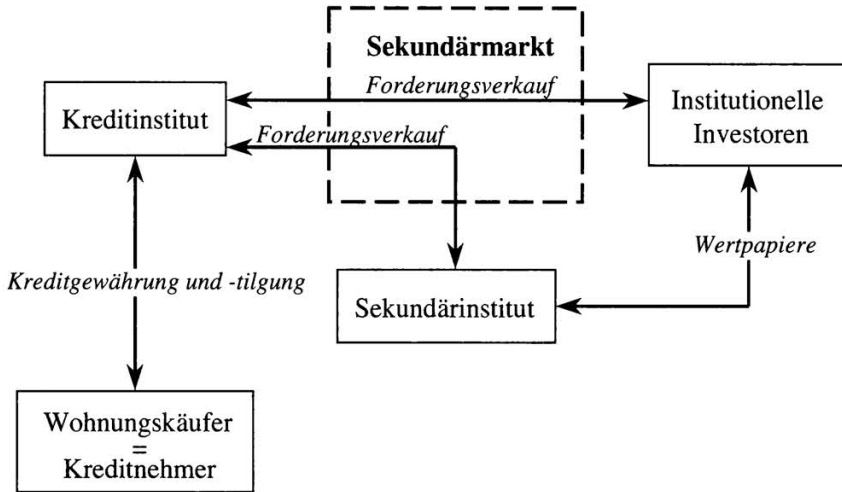 Sekundärmarkt
Forderungsverkauf
Kreditinstitut
Institutionelle
Investoren
Forderungsverkauf
Wertpapiere
Kreditgewährung und -tilgung
Sekundärinstitut
Wohnungskäufer
=
Kreditnehmer